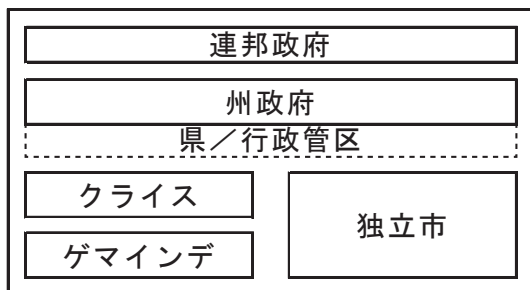 連邦政府
州政府
県／行政管区
クライス
独立市
ゲマインデ